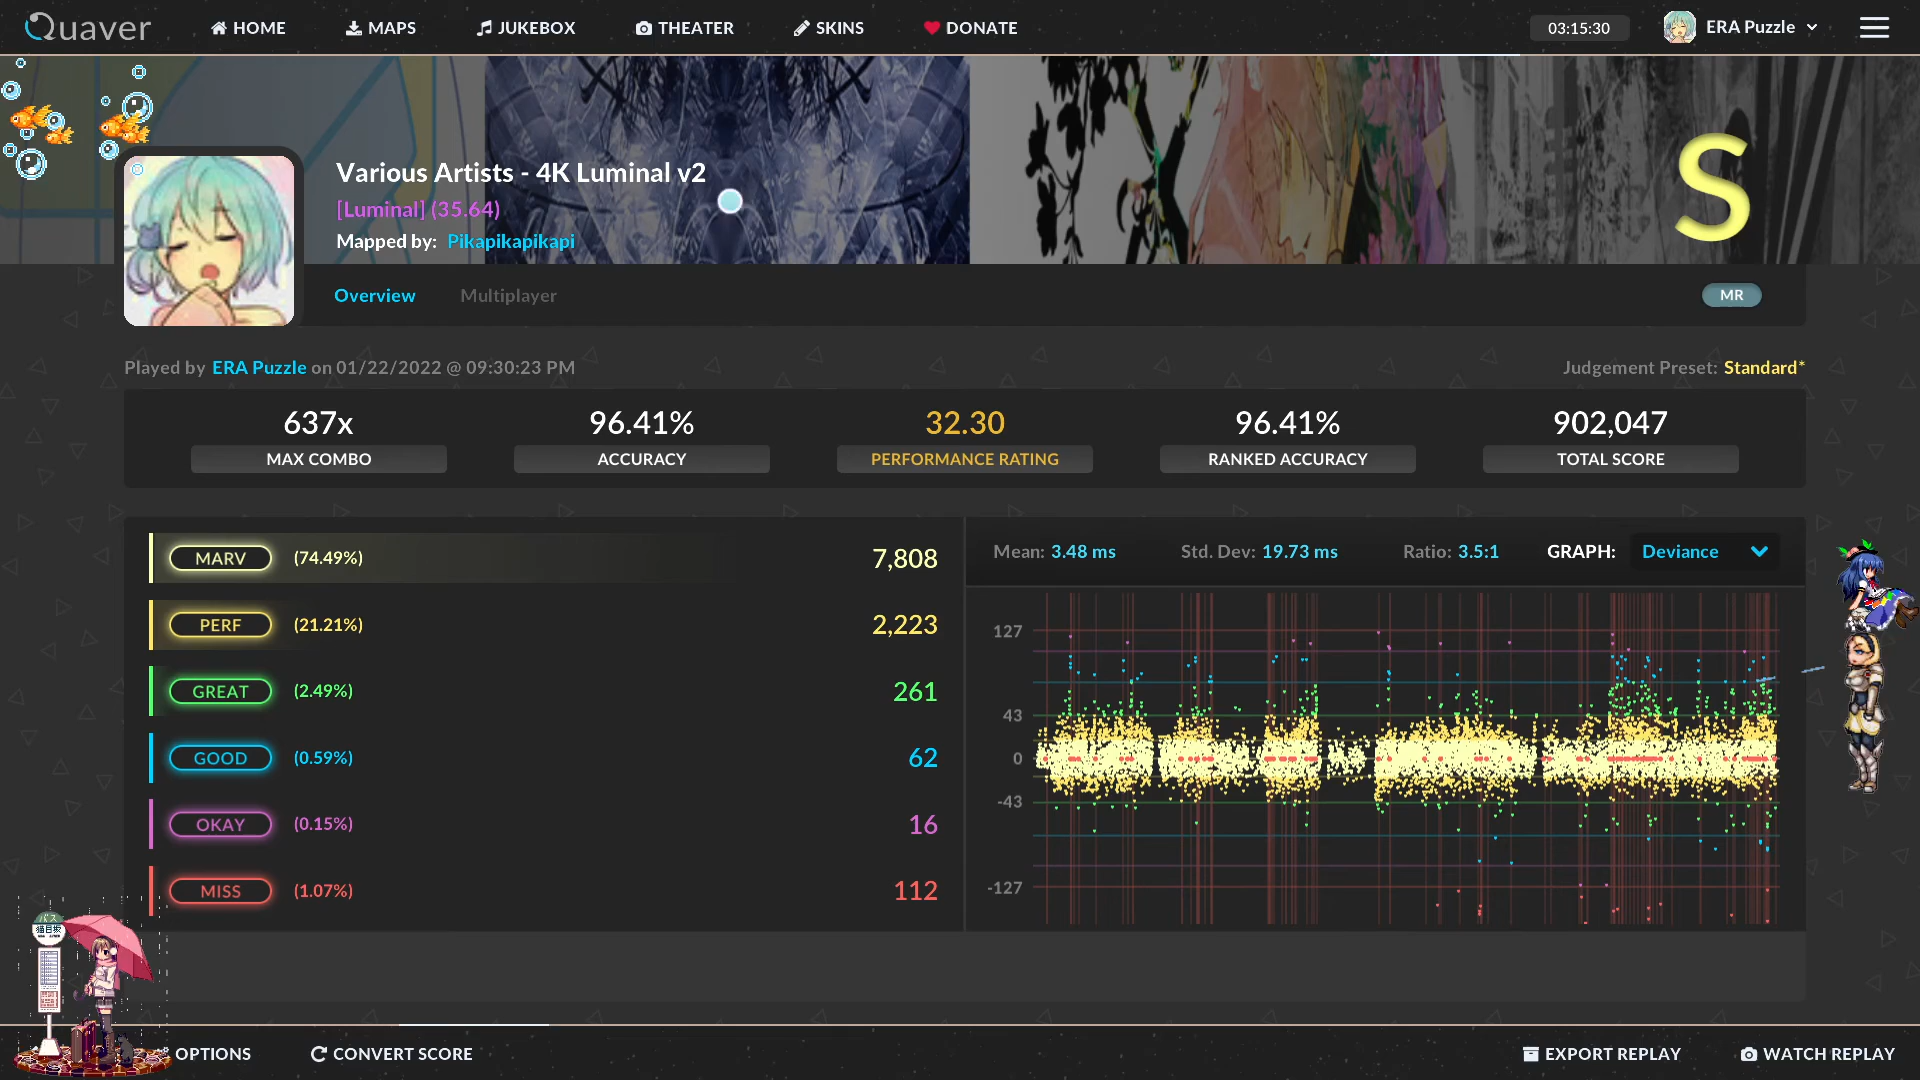 Quaver
HOME
MAPS
JUKEBOX
THEATER
SKINS
DONATE
03:15:30
ERA Puzzle
Various Artists - 4K Luminal v2
[Luminal] (35.64)
Mapped by: Pikapikapikapi
S
Overview
Multiplayer
MR
Played by ERA Puzzle on 01/22/2022 @ 09:30:23 PM
Judgement Preset: Standard*
637x
MAX COMBO
96.41%
ACCURACY
32.30
PERFORMANCE RATING
96.41%
RANKED ACCURACY
902,047
TOTAL SCORE
MARV (74.49%) 7,808
PERF (21.21%) 2,223
GREAT (2.49%) 261
GOOD (0.59%) 62
OKAY (0.15%) 16
MISS (1.07%) 112
Mean: 3.48 ms
Std. Dev: 19.73 ms
Ratio: 3.5:1
GRAPH: Deviance
127
43
0
-43
-127
バス
OPTIONS
CONVERT SCORE
EXPORT REPLAY
WATCH REPLAY